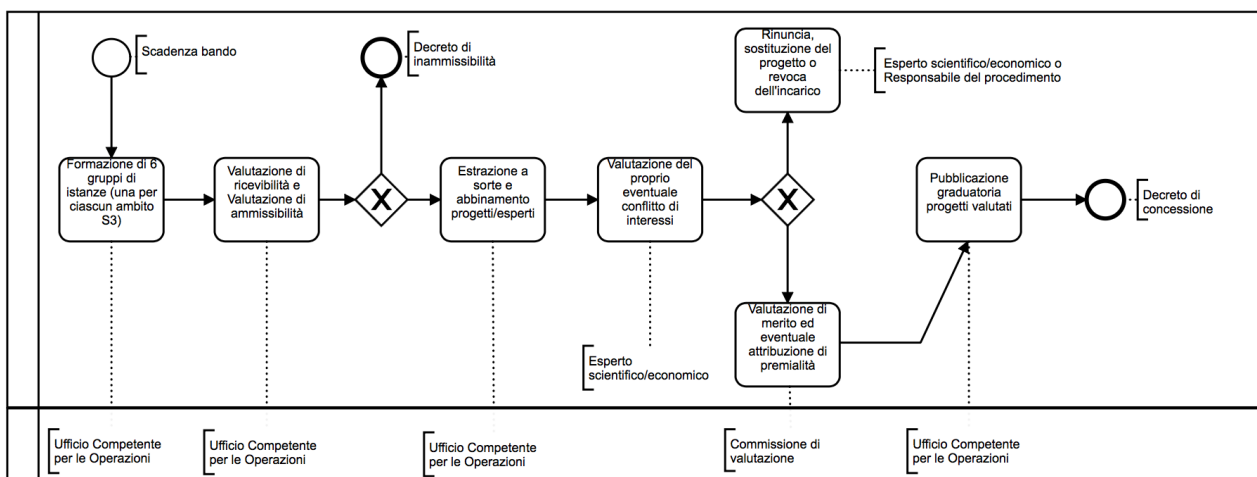 Scadenza bando
Decreto di
inammissibilità
Rinuncia,
sostituzione del
progetto o
revoca
dell'incarico
Esperto scientifico/economico o
Responsabile del procedimento
Formazione di 6
gruppi di
istanze (una per
ciascun ambito
S3)
Valutazione di
ricevibilità e
Valutazione di
ammissibilità
X
Estrazione a
sorte e
abbinamento
progetti/esperti
Valutazione del
proprio
eventuale
conflitto di
interessi
X
Pubblicazione
graduatoria
progetti valutati
Decreto di
concessione
Valutazione di
merito ed
eventuale
attribuzione di
premialità
Esperto
scientifico/economico
Ufficio Competente
per le Operazioni
Ufficio Competente
per le Operazioni
Ufficio Competente
per le Operazioni
Commissione di
valutazione
Ufficio Competente
per le Operazioni